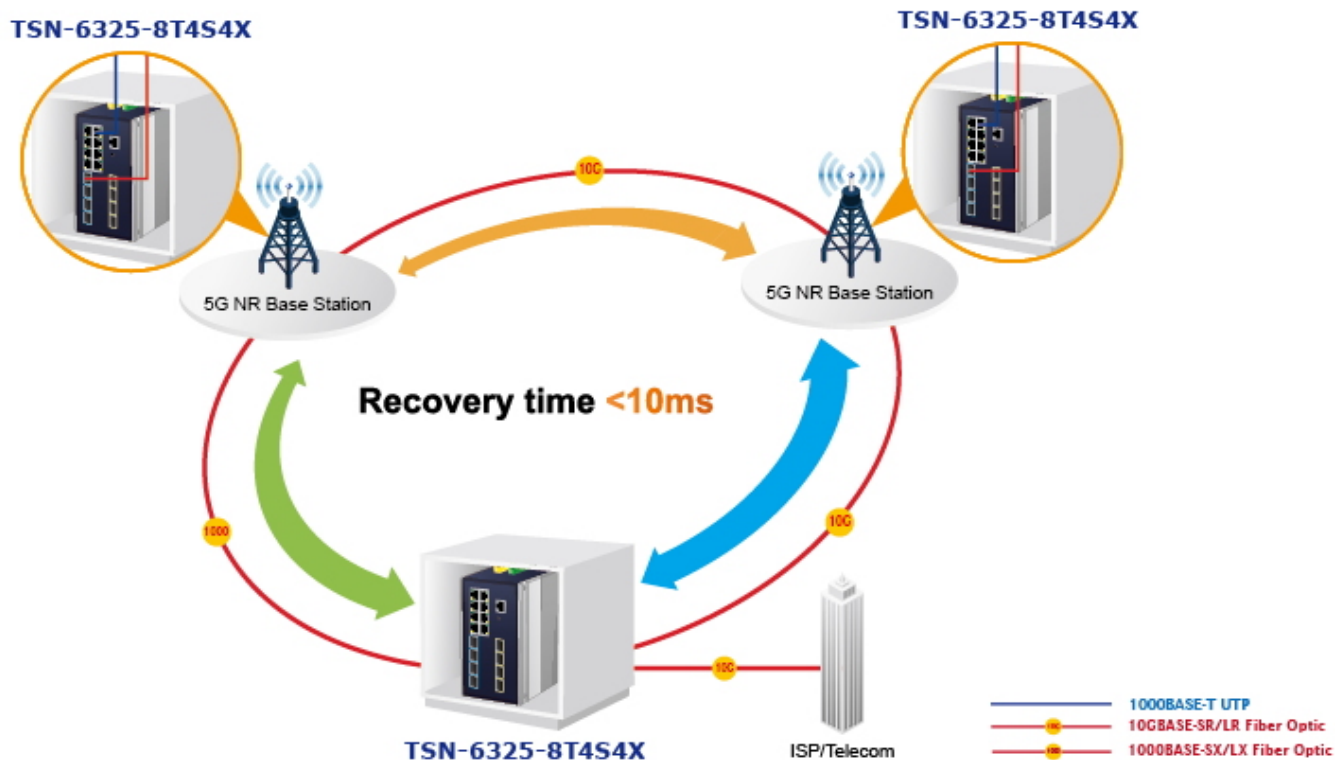 TSN-6325-8T4S4X
TSN-6325-8T4S4X
10G
5G NR Base Station
5G NR Base Station
Recovery time <10ms
1000
10G
10G
TSN-6325-8T4S4X
ISP/Telecom
1000BASE-T UTP
10G
10GBASE-SR/LR Fiber Optic
1000BASE-SX/LX Fiber Optic